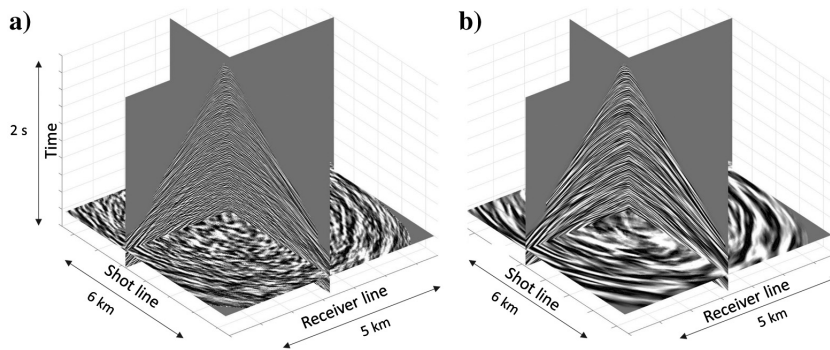 a)
2 s
Time
Shot line
6 km
Receiver line
5 km
b)
Shot line
6 km
Receiver line
5 km